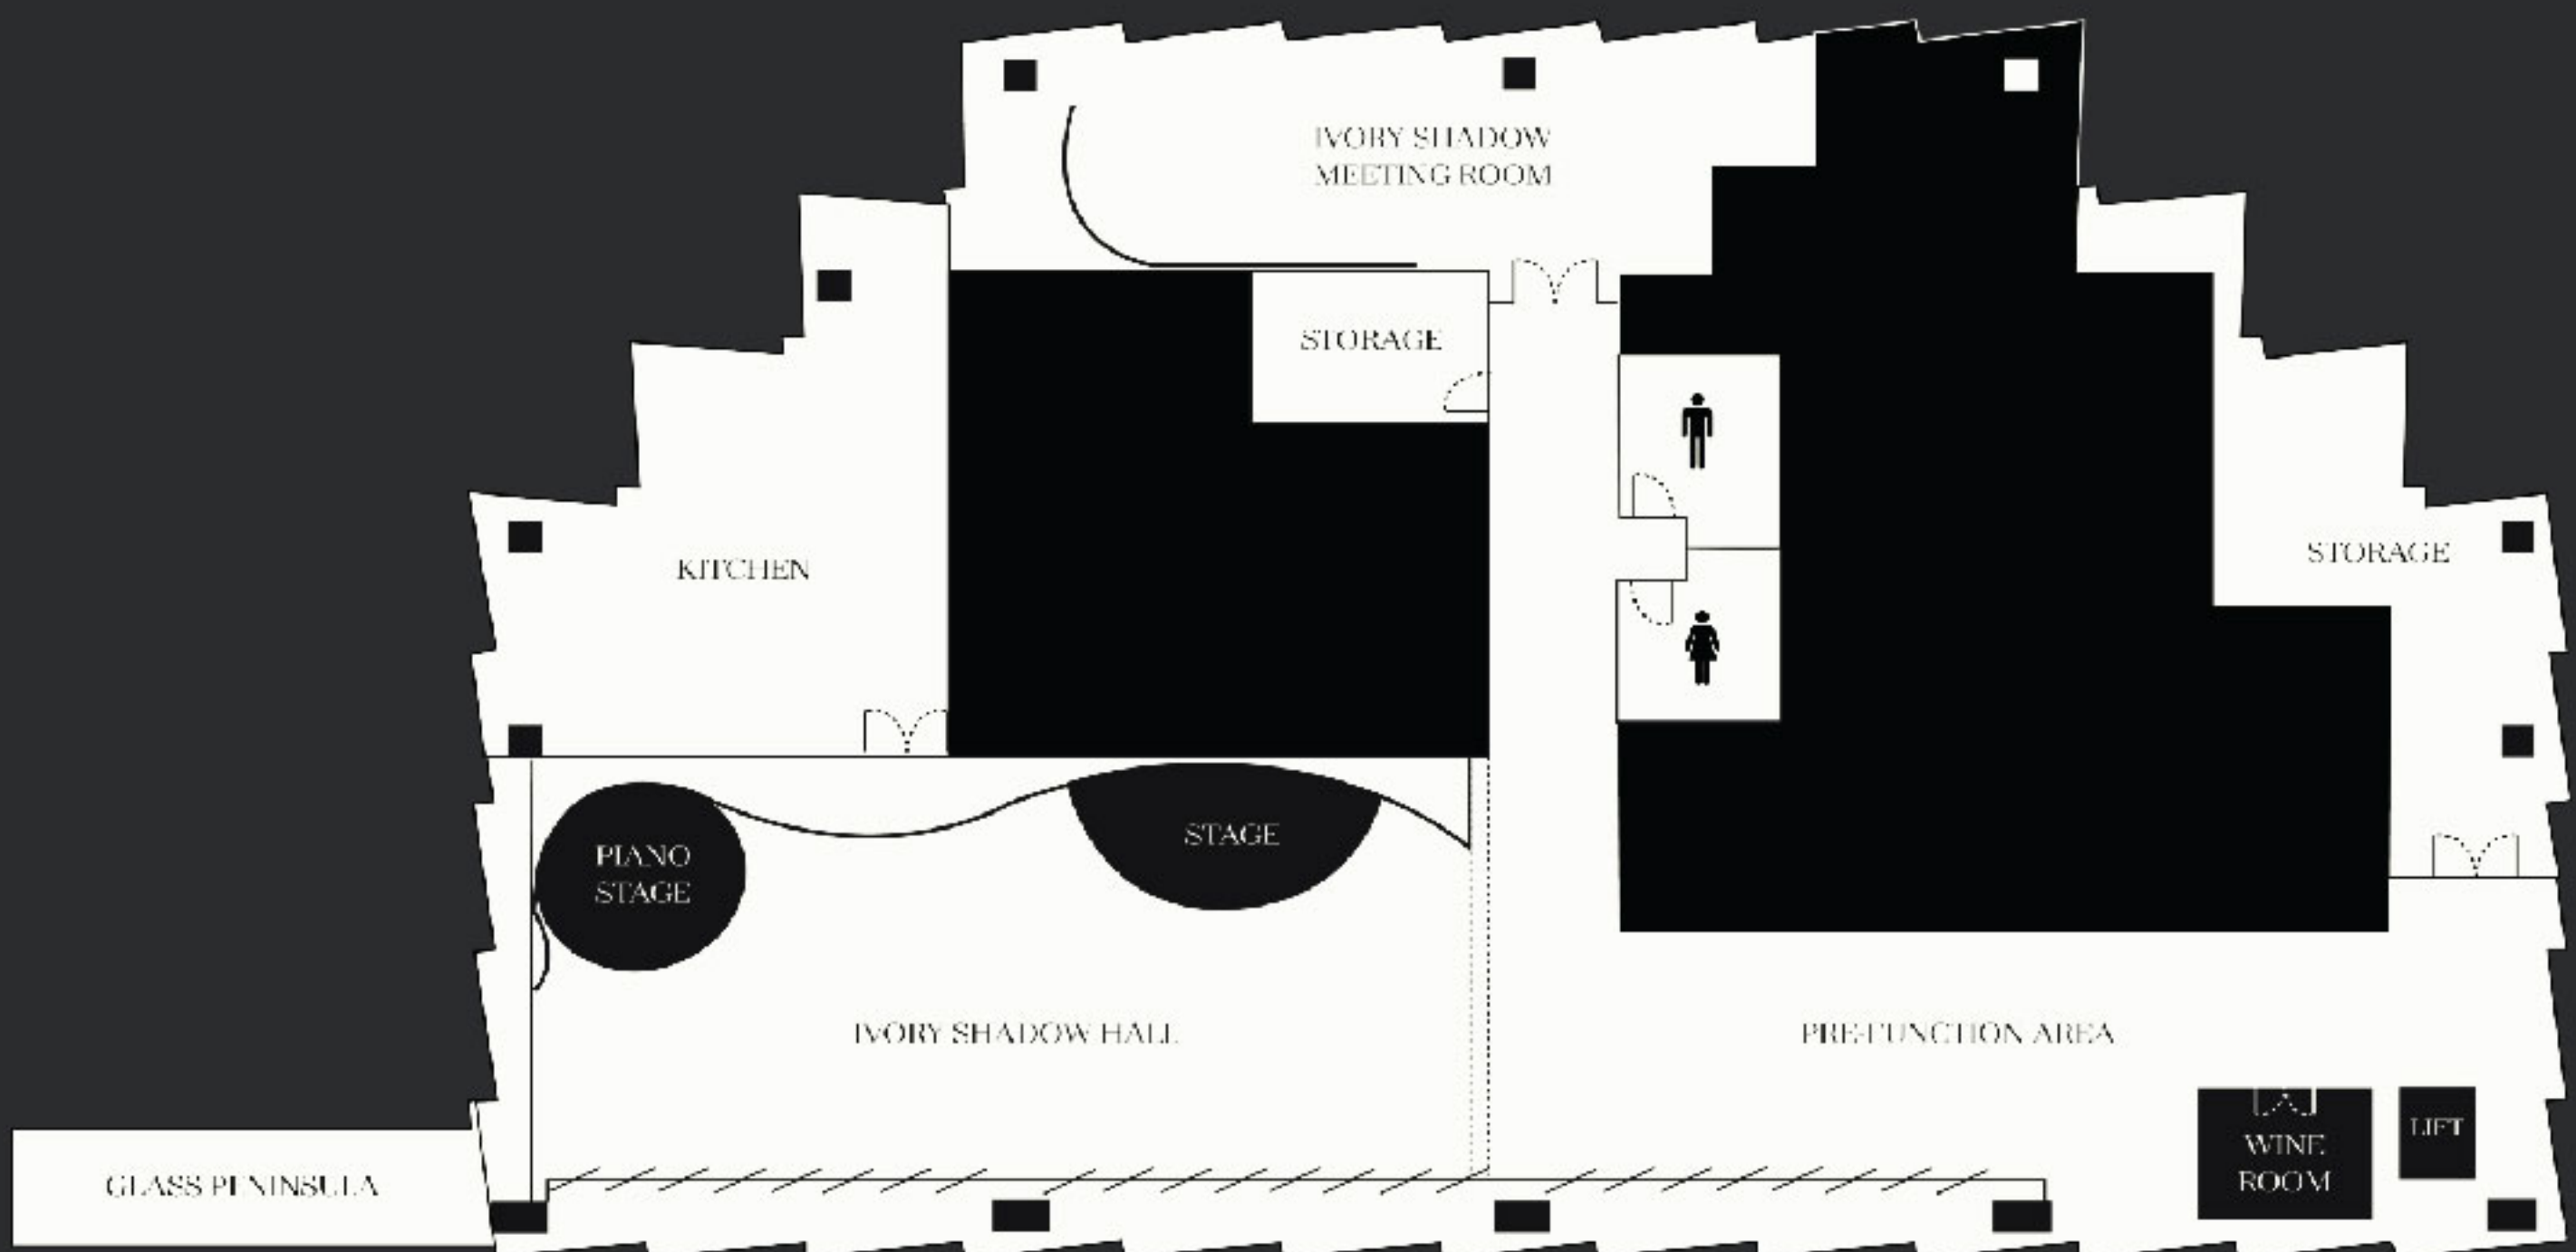 IVORY SHADOW
MEETING ROOM
STORAGE
KITCHEN
STORAGE
PIANO
STAGE
STAGE
IVORY SHADOW HALL
PRE-FUNCTION AREA
GLASS PENINSULA
WINE
ROOM
LIFT